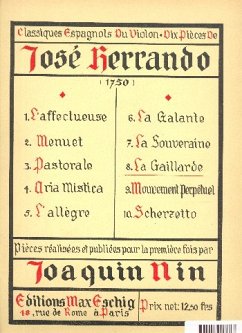 Classiques Espagnols Du Violon • Dix Pièces De
José Herrando
(1750)
1. L'affectueuse
2. Menuet
3. Pastorale
4. Aria Mistica
5. L'allègre
6. La Galante
7. La Souveraine
8. La Gaillarde
9. Mouvement Perpétuel
10. Scherzetto
Pièces réalisées et publiées pour la première fois par
Joaquin Nin
Editions Max Eschig
48, rue de Rome à Paris
Prix net: 12,50 frs